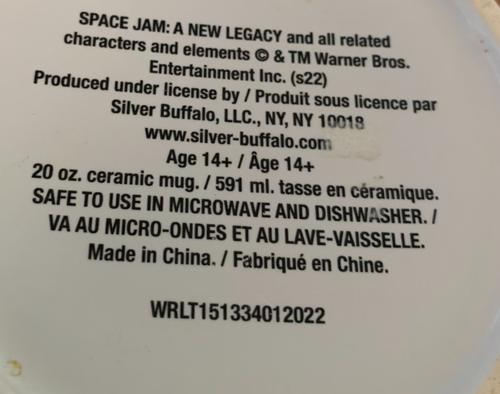 SPACE JAM: A NEW LEGACY and all related
characters and elements © & TM Warner Bros.
Entertainment Inc. (s22)
Produced under license by / Produit sous licence par
Silver Buffalo, LLC., NY, NY 10018
www.silver-buffalo.com
Age 14+ / Âge 14+
20 oz. ceramic mug. / 591 ml. tasse en céramique.
SAFE TO USE IN MICROWAVE AND DISHWASHER. /
VA AU MICRO-ONDES ET AU LAVE-VAISSELLE.
Made in China. / Fabriqué en Chine.
WRLT151334012022